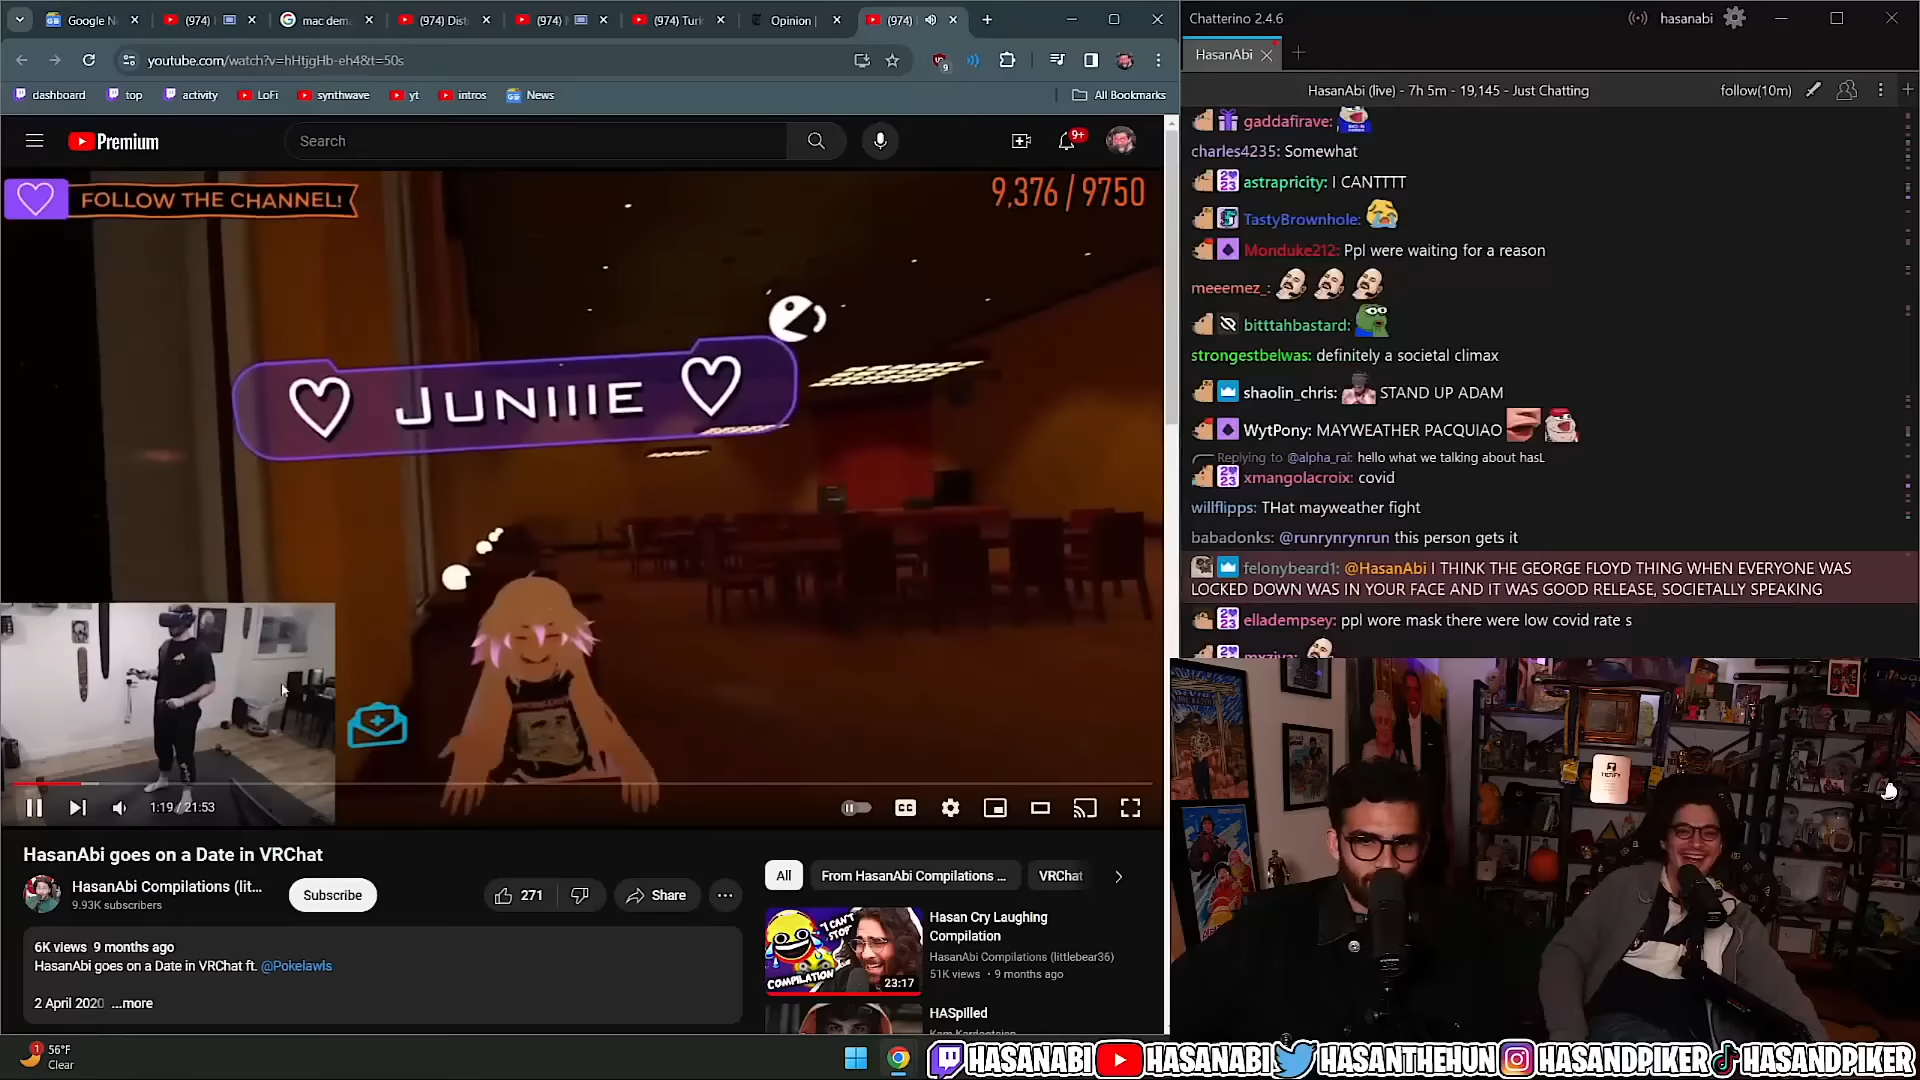 Google N
(974)
(974) |
mac dem
(974) Dist
(974)
(974) Turk
Opinion |
(974)
youtube.com/watch?v=hHtjgHb-eh4&t=50s
9
dashboard
top
activity
LoFi
synthwave
yt
intros
News
All Bookmarks
Premium
Search
9+
FOLLOW THE CHANNEL!
9,376 / 9750
JUNIIIE
1:19 / 21:53
CC
HasanAbi goes on a Date in VRChat
HasanAbi Compilations (lit...
9.93K subscribers
Subscribe
271
Share
6K views 9 months ago
HasanAbi goes on a Date in VRChat ft. @Pokelawls
2 April 2020 ...more
All
From HasanAbi Compilations ...
VRChat
"I CAN'T STOP"
COMPILATION
23:17
Hasan Cry Laughing
Compilation
HasanAbi Compilations (littlebear36)
51K views • 9 months ago
HASpilled
Kam Kardestsion
Chatterino 2.4.6
hasanabi
HasanAbi
HasanAbi (live) - 7h 5m - 19,145 - Just Chatting
follow(10m)
gaddafirave:
charles4235: Somewhat
astrapricity: I CANTTTT
TastyBrownhole:
Monduke212: Ppl were waiting for a reason
meeemez_:
bitttahbastard:
strongestbelwas: definitely a societal climax
shaolin_chris: STAND UP ADAM
WytPony: MAYWEATHER PACQUIAO
Replying to @alpha_rai: hello what we talking about hasL
xmangolacroix: covid
willflipps: THat mayweather fight
babadonks: @runrynrynrun this person gets it
felonybeard1: @HasanAbi I THINK THE GEORGE FLOYD THING WHEN EVERYONE WAS
LOCKED DOWN WAS IN YOUR FACE AND IT WAS GOOD RELEASE, SOCIETALLY SPEAKING
elladempsey: ppl wore mask there were low covid rate s
1
56°F
Clear
HASANABI
HASANABI
HASANTHEHUN
HASANDPIKER
HASANDPIKER